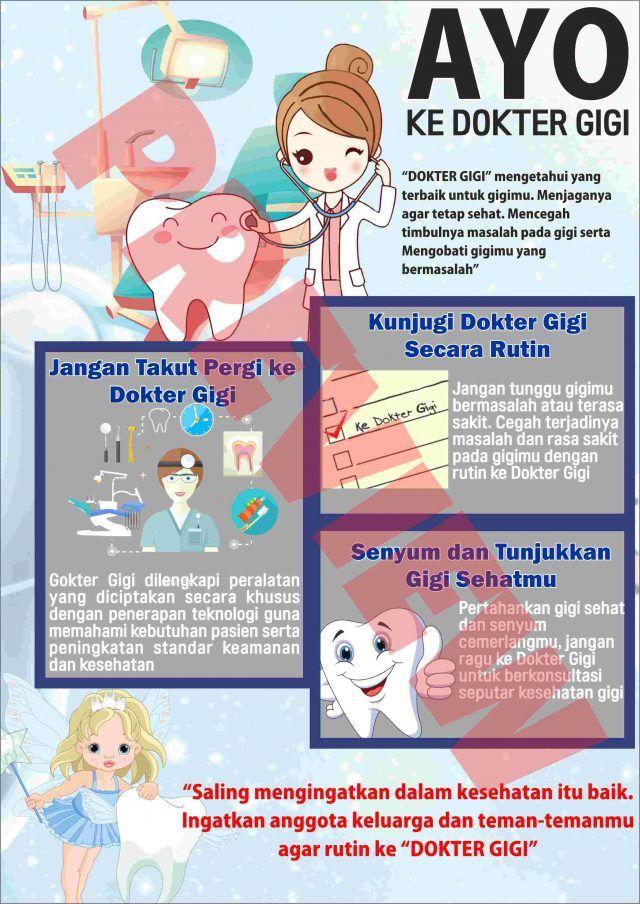 AYO
KE DOKTER GIGI
“DOKTER GIGI” mengetahui yang
terbaik untuk gigimu. Menjaganya
agar tetap sehat. Mencegah
timbulnya masalah pada gigi serta
Mengobati gigimu yang
bermasalah”
Kunjugi Dokter Gigi
Secara Rutin
Ke Dokter Gigi
Jangan tunggu gigimu
bermasalah atau terasa
sakit. Cegah terjadinya
masalah dan rasa sakit
pada gigimu dengan
rutin ke Dokter Gigi
Jangan Takut Pergi ke
Dokter Gigi
Gokter Gigi dilengkapi peralatan
yang diciptakan secara khusus
dengan penerapan teknologi guna
memahami kebutuhan pasien serta
peningkatan standar keamanan
dan kesehatan
Senyum dan Tunjukkan
Gigi Sehatmu
Pertahankan gigi sehat
dan senyum
cemerlangmu, jangan
ragu ke Dokter Gigi
untuk berkonsultasi
seputar kesehatan gigi
“Saling mengingatkan dalam kesehatan itu baik.
Ingatkan anggota keluarga dan teman-temanmu
agar rutin ke “DOKTER GIGI”
PREVIEW